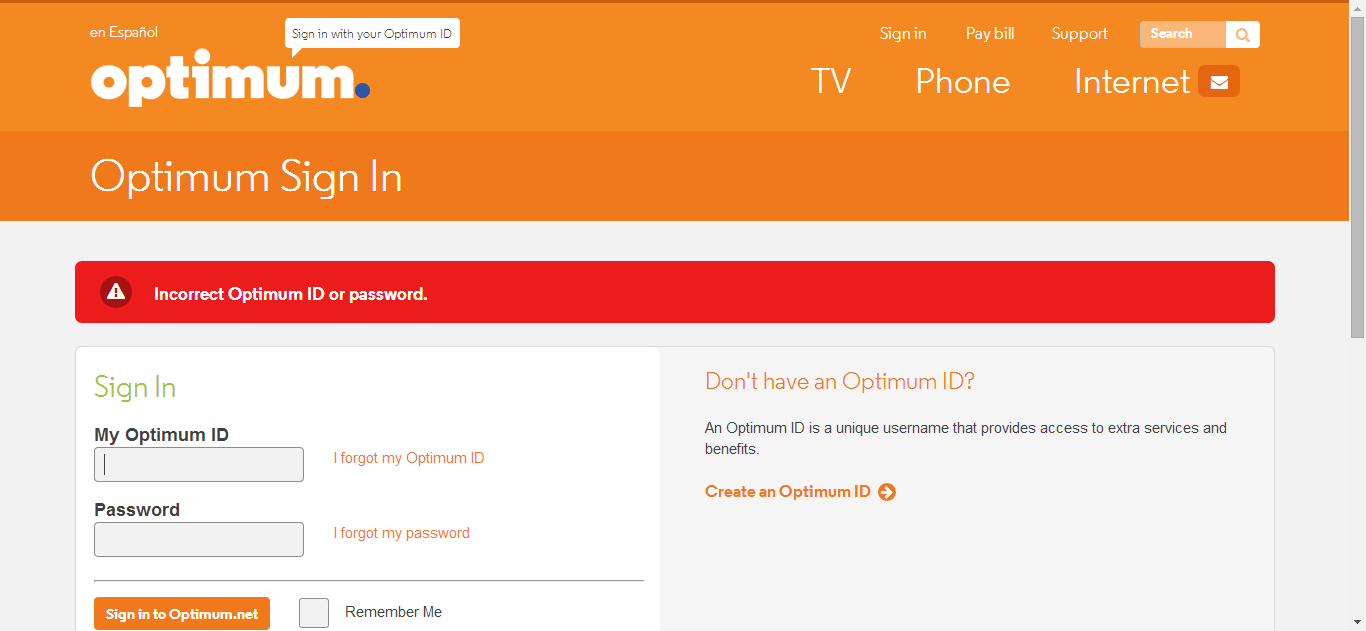 en Español
Sign in with your Optimum ID
Sign in
Pay bill
Support
Search
optimum.
TV
Phone
Internet
Optimum Sign In
Incorrect Optimum ID or password.
Sign In
My Optimum ID
I forgot my Optimum ID
Password
I forgot my password
Sign in to Optimum.net
Remember Me
Don't have an Optimum ID?
An Optimum ID is a unique username that provides access to extra services and
benefits.
Create an Optimum ID